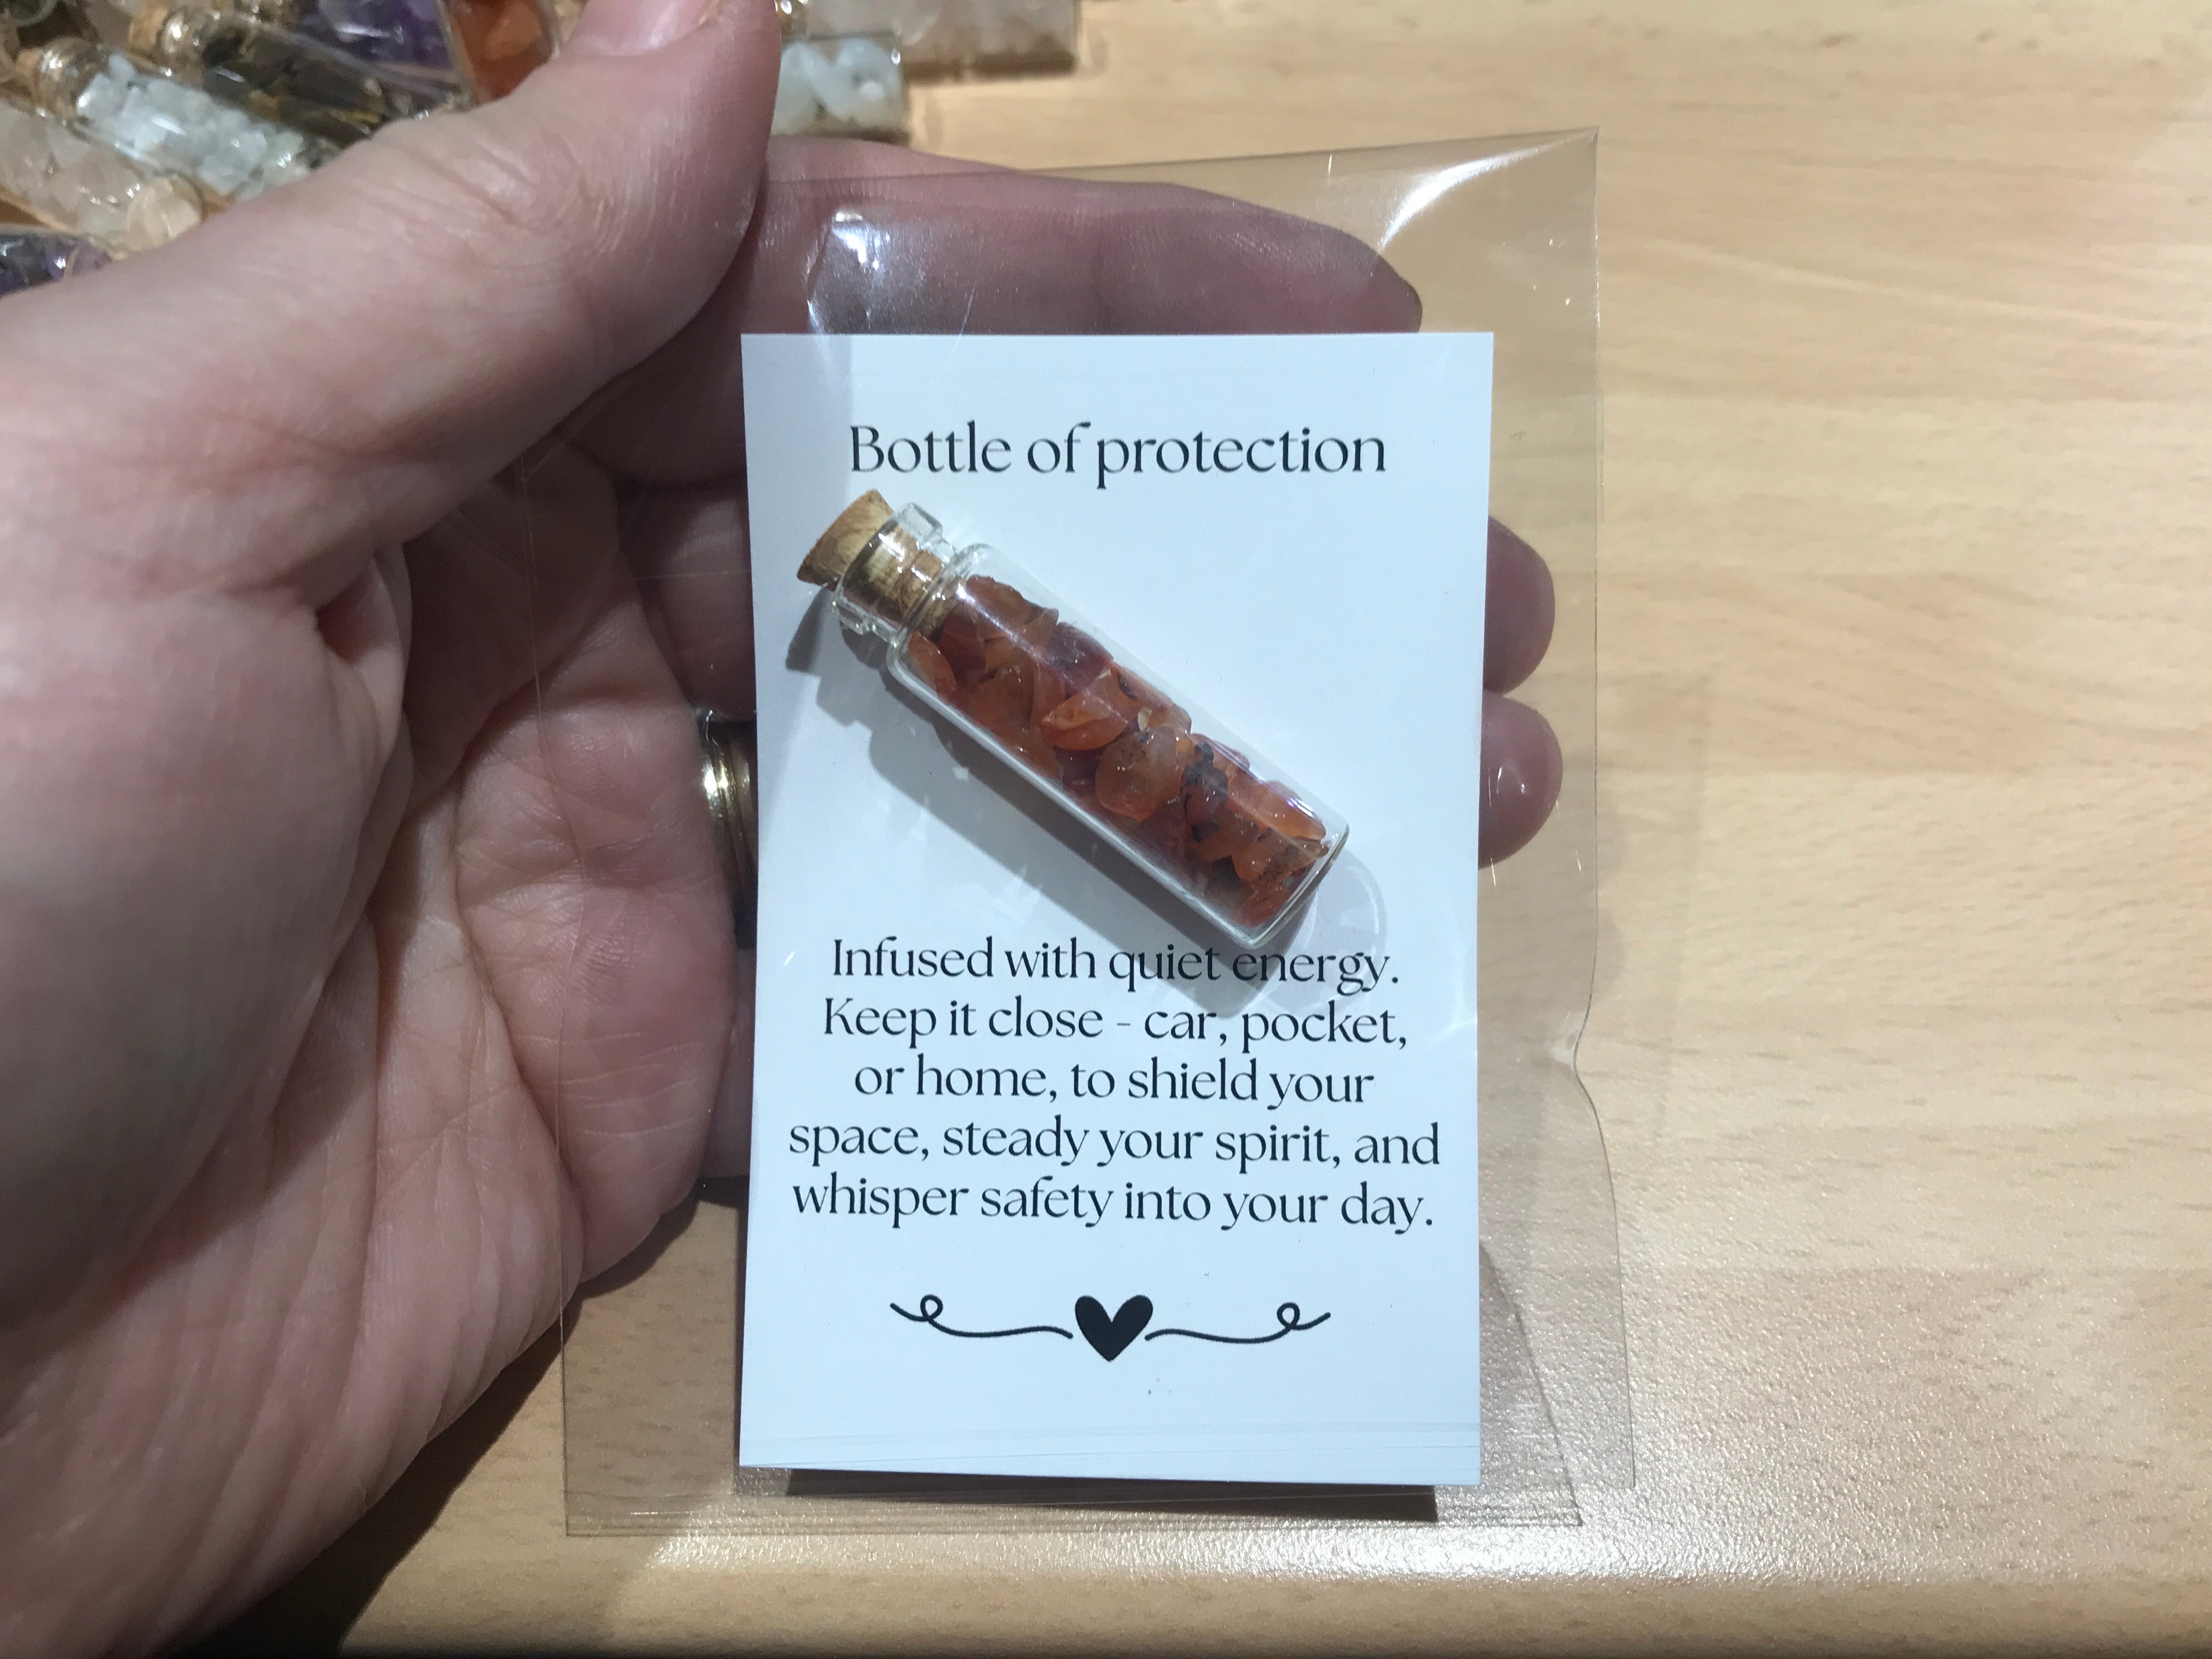 Bottle of protection
Infused with quiet energy.
Keep it close - car, pocket,
or home, to shield your
space, steady your spirit, and
whisper safety into your day.